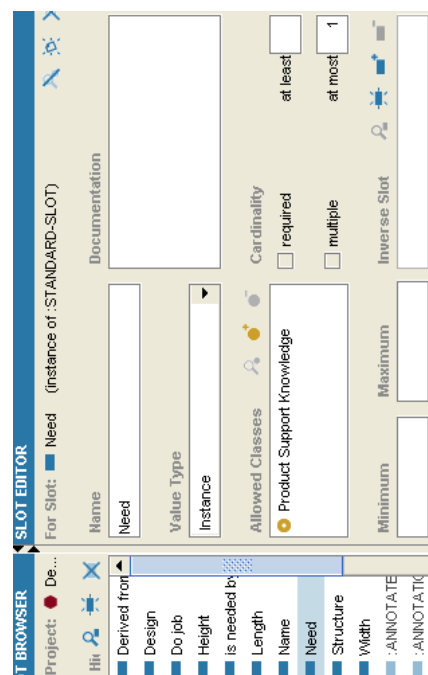 T BROWSER
Project: De...
Hi
Derived from
Design
Do job
Height
is needed by
Length
Name
Need
Structure
Width
:ANNOTATE
:ANNOTATIC
SLOT EDITOR
For Slot: Need (instance of :STANDARD-SLOT)
Name
Need
Documentation
Value Type
Instance
Allowed Classes
Product Support Knowledge
Cardinality
required at least
multiple at most 1
Minimum
Maximum
Inverse Slot